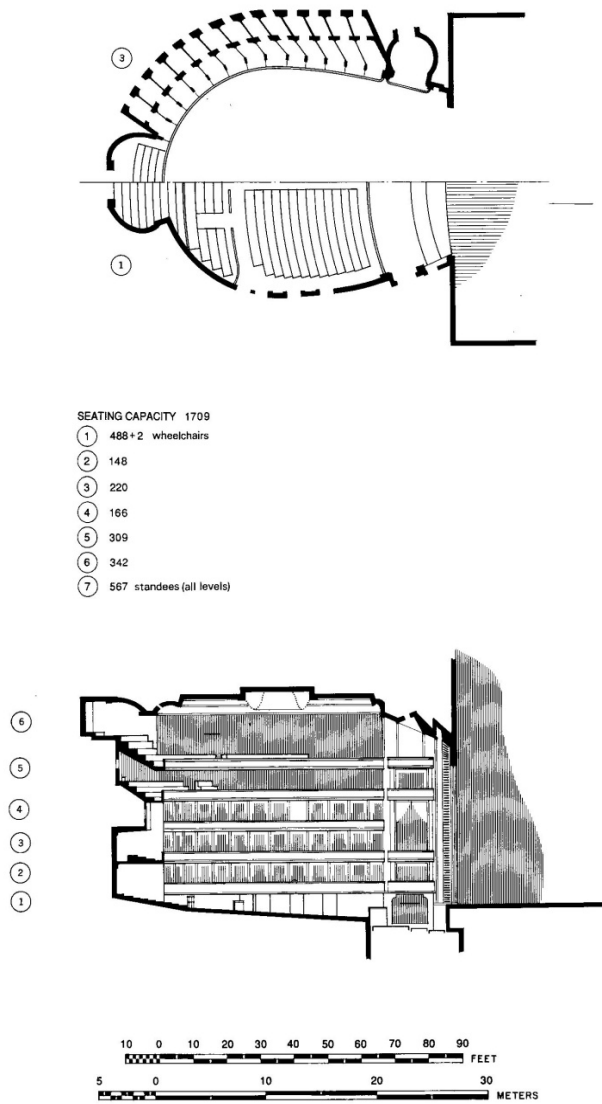 3
1
SEATING CAPACITY 1709
1 488+2 wheelchairs
2 148
3 220
4 166
5 309
6 342
7 567 standees (all levels)
6
5
4
3
2
1
10 0 10 20 30 40 50 60 70 80 90
FEET
5 0 10 20 30
METERS